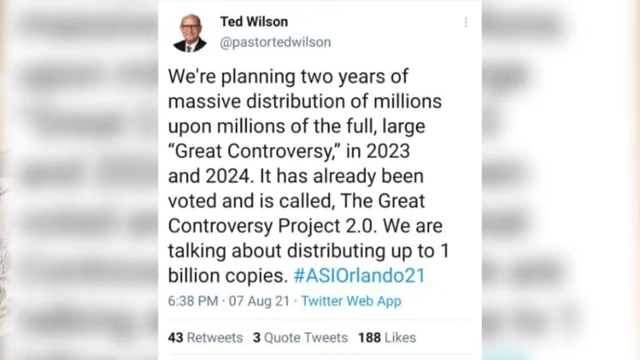 Ted Wilson
@pastortedwilson
We're planning two years of
massive distribution of millions
upon millions of the full, large
“Great Controversy,” in 2023
and 2024. It has already been
voted and is called, The Great
Controversy Project 2.0. We are
talking about distributing up to 1
billion copies. #ASIOrlando21
6:38 PM · 07 Aug 21 · Twitter Web App
43 Retweets 3 Quote Tweets 188 Likes